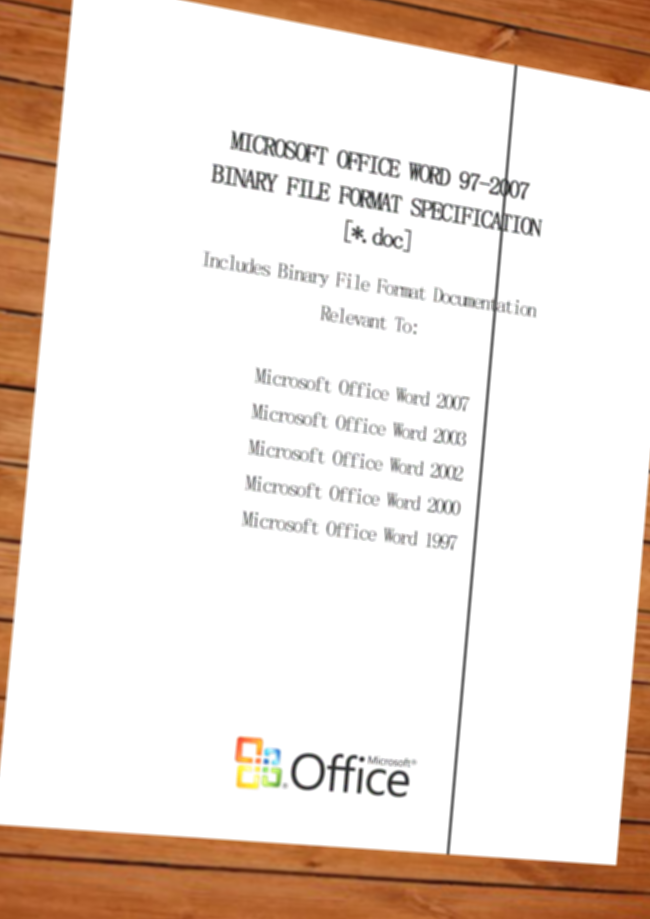 MICROSOFT OFFICE WORD 97-2007
BINARY FILE FORMAT SPECIFICATION
[*.doc]
Includes Binary File Format Documentation
Relevant To:
Microsoft Office Word 2007
Microsoft Office Word 2003
Microsoft Office Word 2002
Microsoft Office Word 2000
Microsoft Office Word 1997
Microsoft®
Office